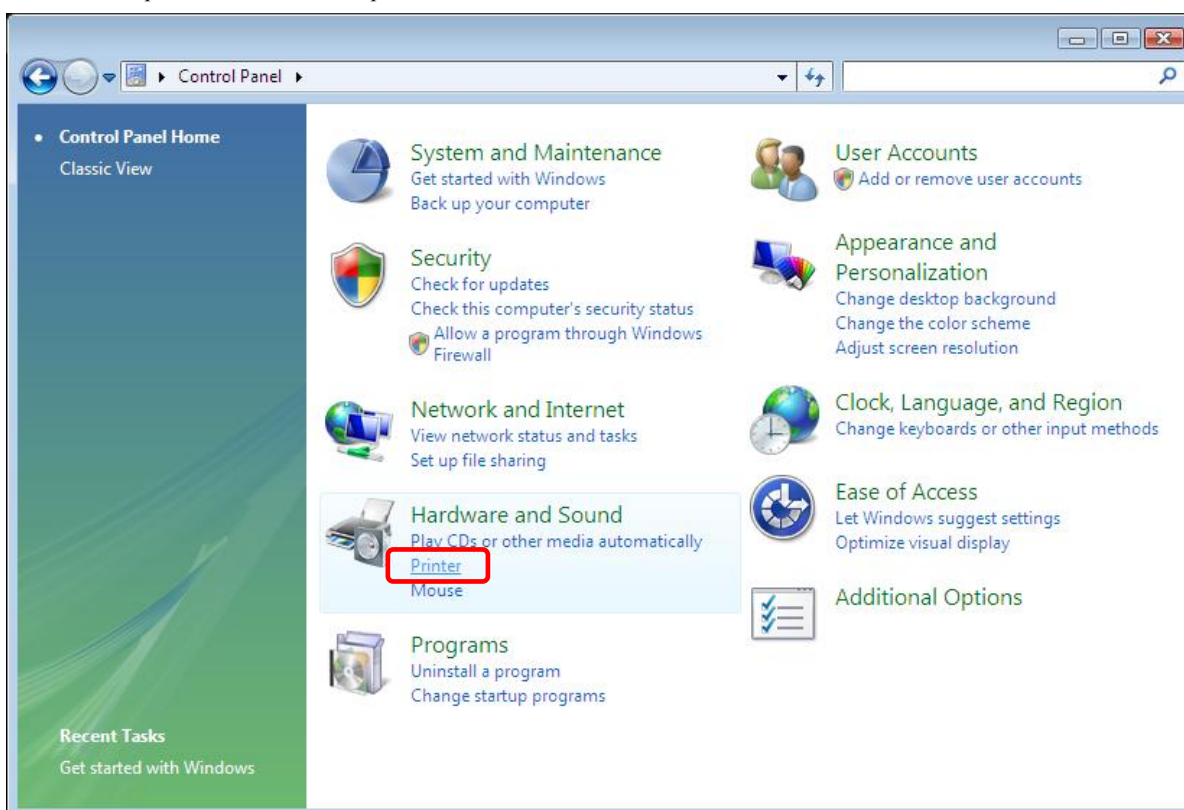 Control Panel
Control Panel Home
Classic View
Recent Tasks
Get started with Windows
System and Maintenance
Get started with Windows
Back up your computer
Security
Check for updates
Check this computer's security status
Allow a program through Windows
Firewall
Network and Internet
View network status and tasks
Set up file sharing
Hardware and Sound
Play CDs or other media automatically
Printer
Mouse
Programs
Uninstall a program
Change startup programs
User Accounts
Add or remove user accounts
Appearance and
Personalization
Change desktop background
Change the color scheme
Adjust screen resolution
Clock, Language, and Region
Change keyboards or other input methods
Ease of Access
Let Windows suggest settings
Optimize visual display
Additional Options